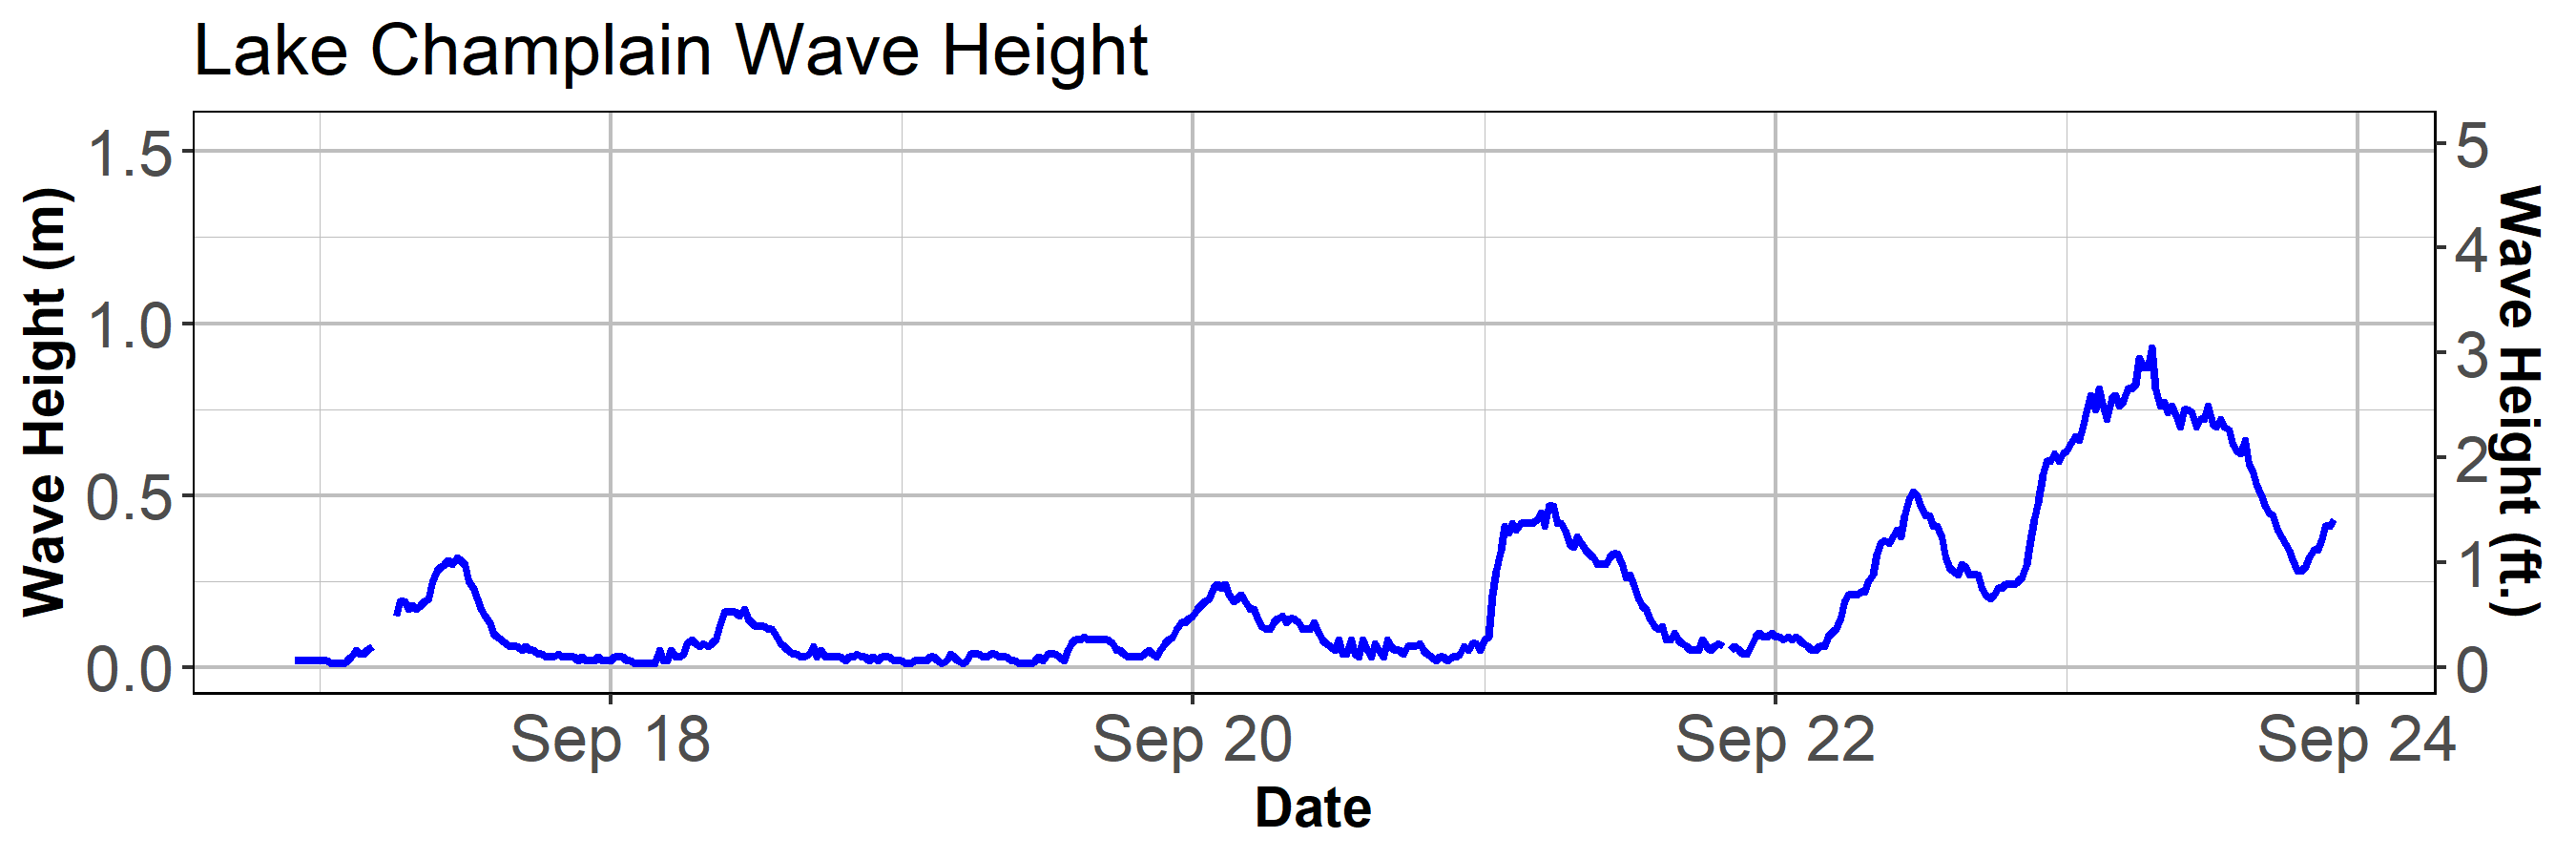 Lake Champlain Wave Height
Wave Height (m)
1.5
1.0
0.5
0.0
5
4
3
2
1
0
Wave Height (ft.)
Sep 18
Sep 20
Sep 22
Sep 24
Date